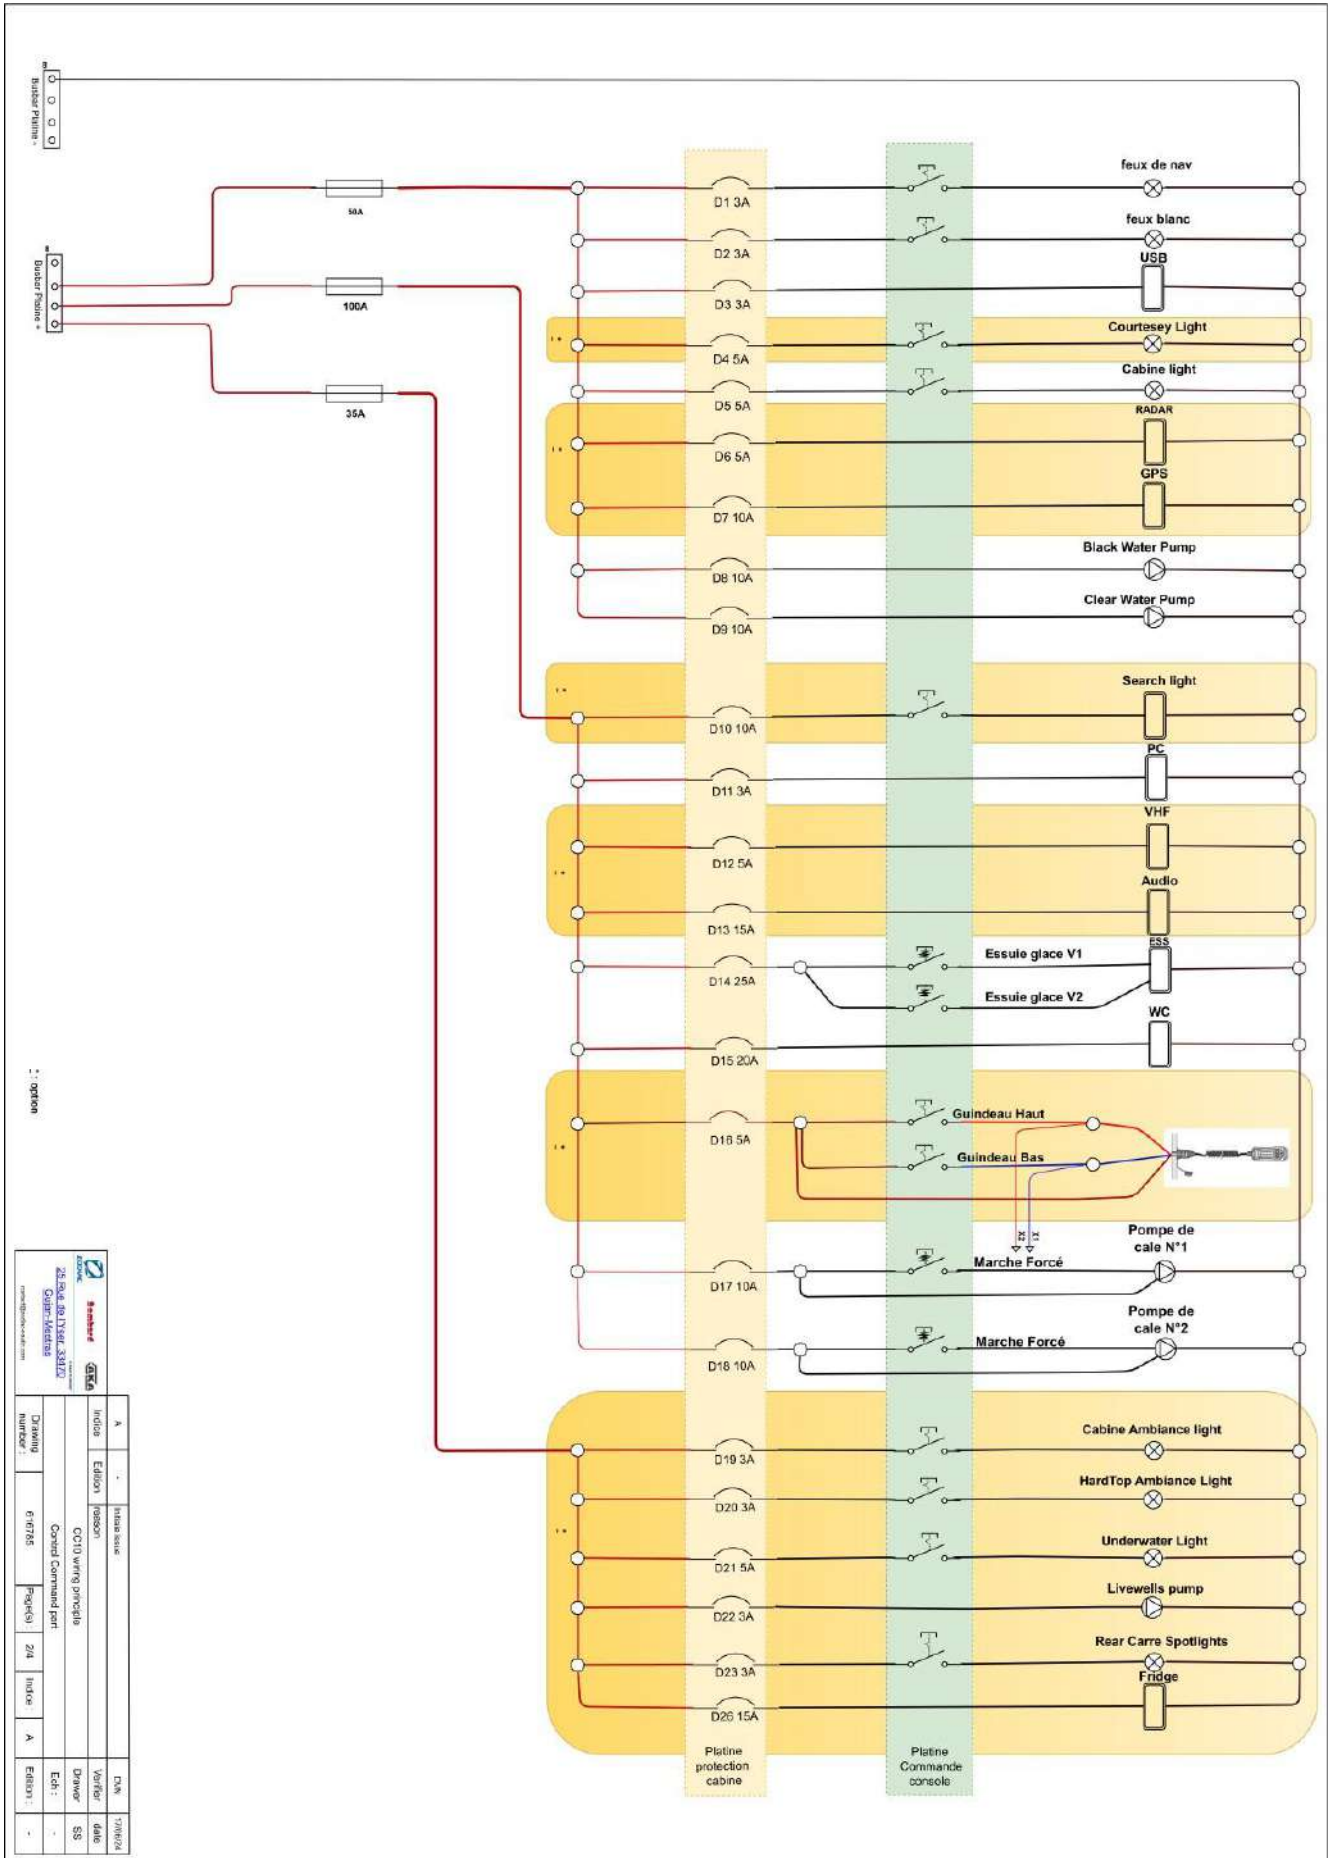 Busbar Platine -
Busbar Platine +
50A
100A
35A
D1 3A
feux de nav
D2 3A
feux blanc
D3 3A
USB
D4 5A
Courtesey Light
D5 5A
Cabine light
D6 5A
RADAR
D7 10A
GPS
D8 10A
Black Water Pump
D9 10A
Clear Water Pump
D10 10A
Search light
D11 3A
PC
D12 5A
VHF
D13 15A
Audio
D14 25A
Essuie glace V1
Essuie glace V2
ESS
D15 20A
WC
D16 5A
Guindeau Haut
Guindeau Bas
X2
X1
D17 10A
Marche Forcé
Pompe de
cale N°1
D18 10A
Marche Forcé
Pompe de
cale N°2
D19 3A
Cabine Ambiance light
D20 3A
HardTop Ambiance Light
D21 5A
Underwater Light
D22 3A
Livewells pump
D23 3A
Rear Carre Spotlights
D26 15A
Fridge
Platine
protection
cabine
Platine
Commande
console
: option
ZODIAC
Bombard
AKA
25 Rue de l'Yser, 33470
Gujan-Mestras
A
-
Initiale issue
17/06/24
Indice
Edition
reason
Verifier
date
CC10 wiring principle
Drawer
SS
Control Command part
Ech :
-
Drawing
number :
616785
Page(s) :
2/4
Indice :
A
Edition :
-